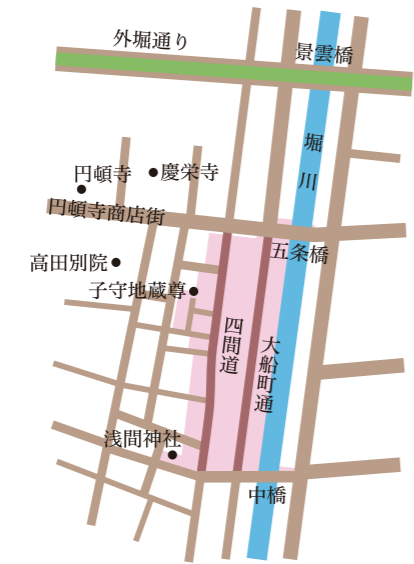 外堀通り
景雲橋
堀川
円頓寺
慶栄寺
円頓寺商店街
五条橋
高田別院
子守地蔵尊
四間道
大船町通
浅間神社
中橋